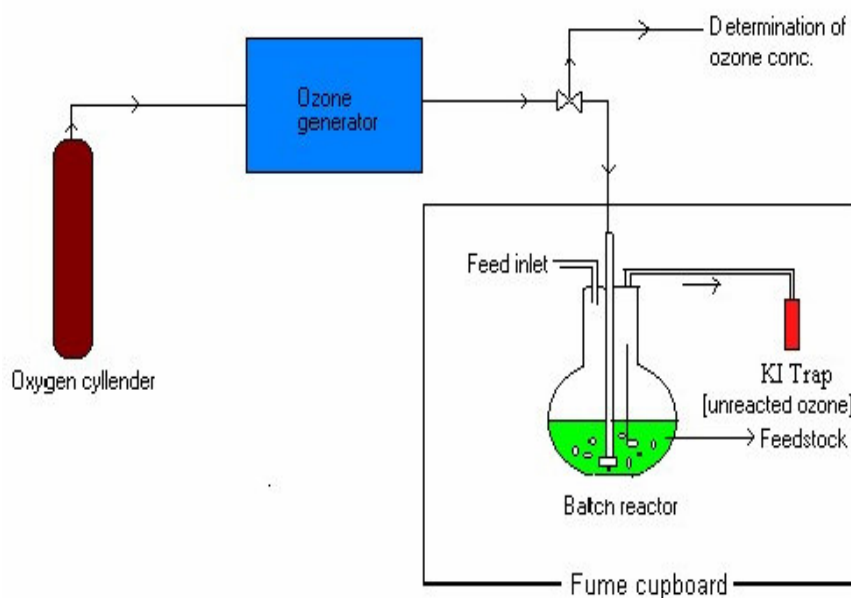 Determination of
ozone conc.
Ozone
generator
Feed inlet
Oxygen cyllender
KI Trap
[unreacted ozone]
Feedstock
Batch reactor
Fume cupboard